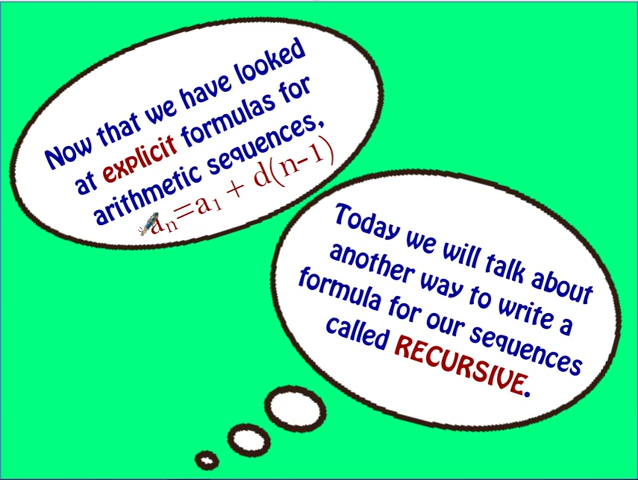 Now that we have looked
at explicit formulas for
arithmetic sequences,
aₙ=a₁ + d(n-1)
Today we will talk about
another way to write a
formula for our sequences
called RECURSIVE.